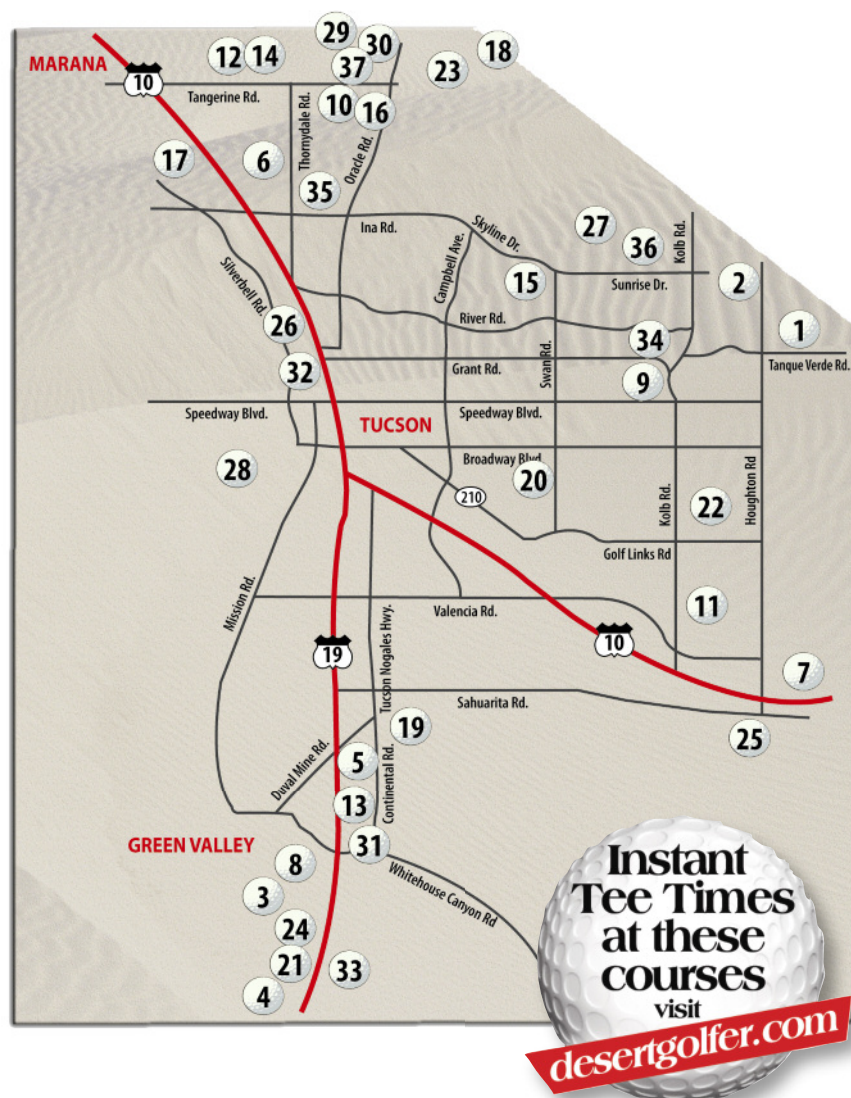 29
30
18
12
14
37
23
MARANA
10
Tangerine Rd.
10
16
Thornydale Rd.
Oracle Rd.
17
6
35
27
36
Kolb Rd.
Ina Rd.
Skyline Dr.
Campbell Ave.
15
Sunrise Dr.
2
Silverbell Rd.
26
River Rd.
34
1
32
Grant Rd.
Swan Rd.
9
Tanque Verde Rd.
Speedway Blvd.
TUCSON
Speedway Blvd.
28
Broadway Blvd.
20
210
Kolb Rd.
22
Houghton Rd
Golf Links Rd
Mission Rd.
Valencia Rd.
11
19
Tucson Nogales Hwy.
10
7
Sahuarita Rd.
19
25
Duval Mine Rd.
5
Continental Rd.
13
GREEN VALLEY
31
8
Whitehouse Canyon Rd
3
24
21
33
4
Instant
Tee Times
at these
courses
visit
desertgolfer.com